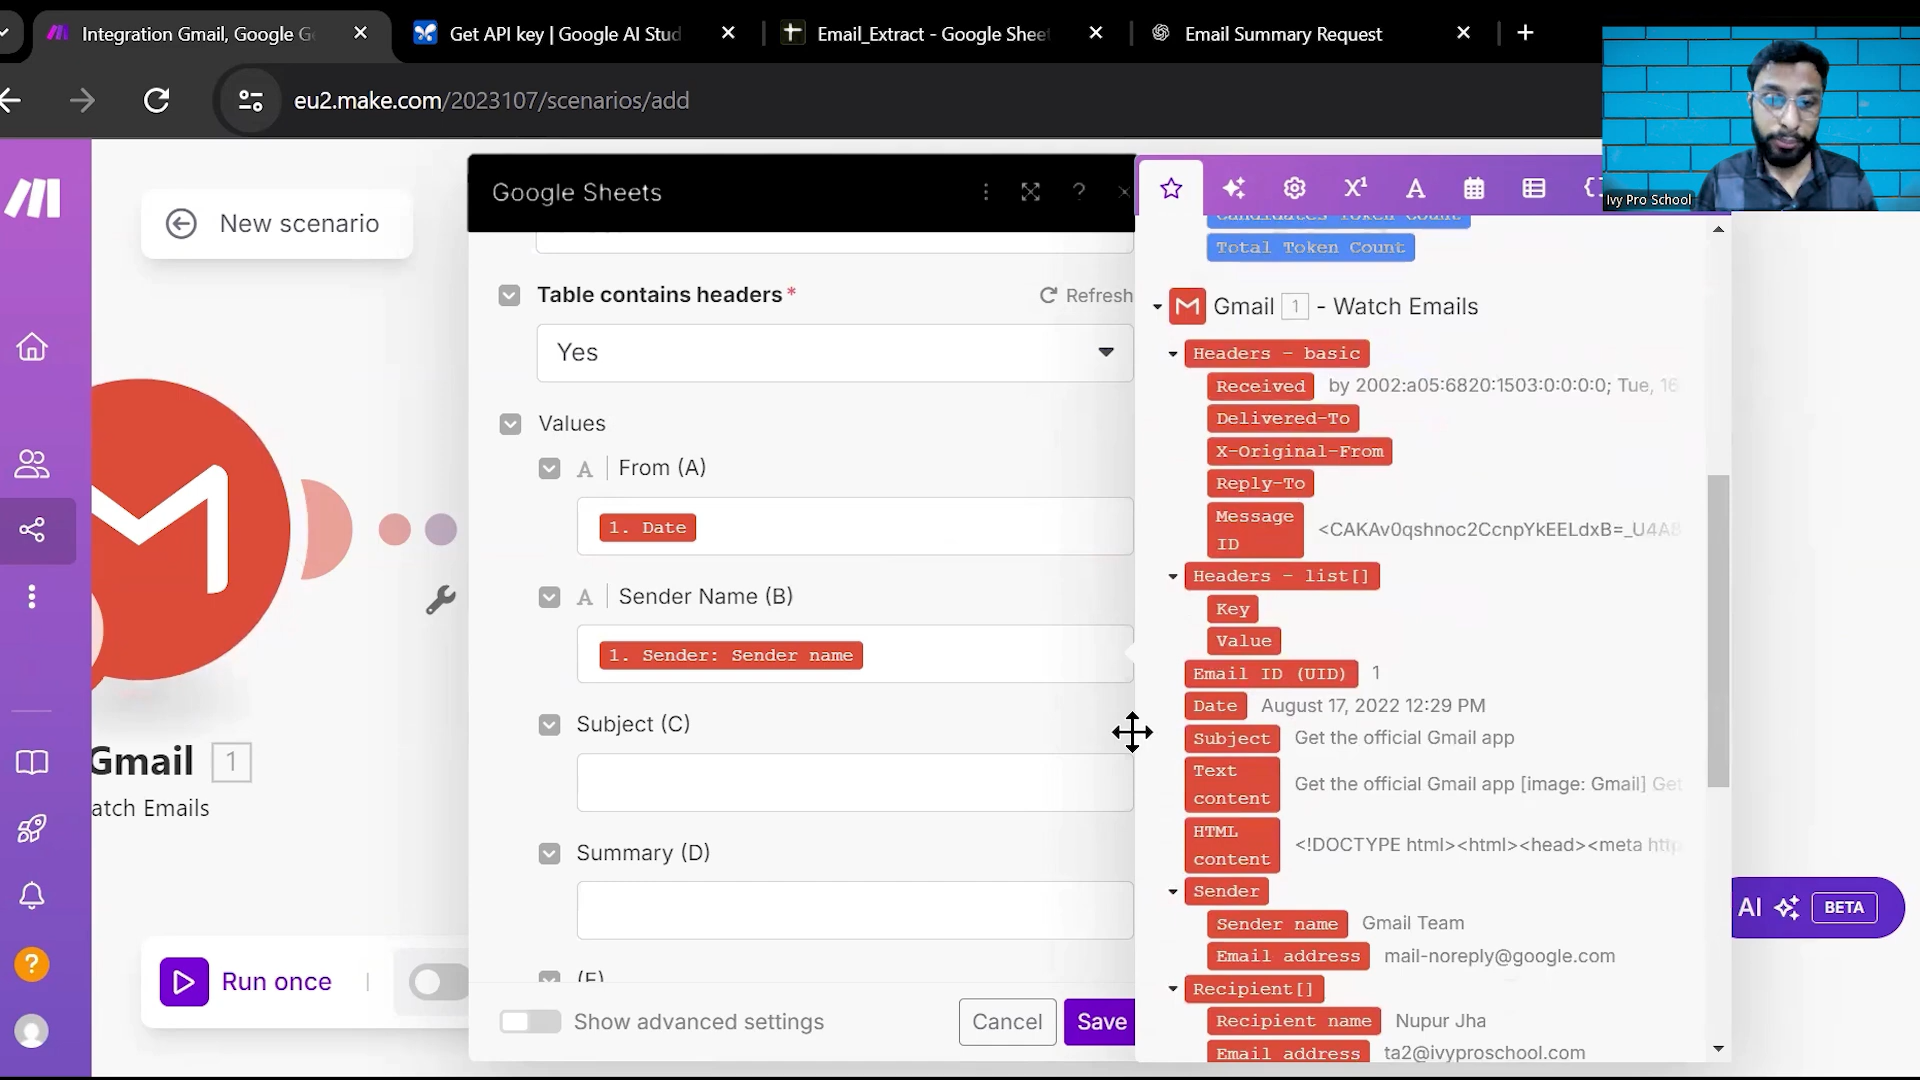 Integration Gmail, Google G
Get API key | Google AI Stud
Email_Extract - Google Sheet
Email Summary Request
eu2.make.com/2023107/scenarios/add
Ivy Pro School
New scenario
Google Sheets
Candidates Token Count
Total Token Count
Table contains headers*
Refresh
Yes
Gmail 1 - Watch Emails
Headers - basic
Received by 2002:a05:6820:1503:0:0:0:0; Tue, 16
Delivered-To
X-Original-From
Reply-To
Message ID <CAKAv0qshnoc2CcnpYkEELdxB=_U4A8
Headers - list[]
Key
Value
Email ID (UID) 1
Date August 17, 2022 12:29 PM
Subject Get the official Gmail app
Text content Get the official Gmail app [image: Gmail] Get
HTML content <!DOCTYPE html><html><head><meta http
Sender
Sender name Gmail Team
Email address mail-noreply@google.com
Recipient[]
Recipient name Nupur Jha
Email address ta2@ivyproschool.com
Values
A From (A)
1. Date
A Sender Name (B)
1. Sender: Sender name
Subject (C)
Summary (D)
(E)
Gmail 1
atch Emails
Run once
Show advanced settings
Cancel
Save
AI BETA